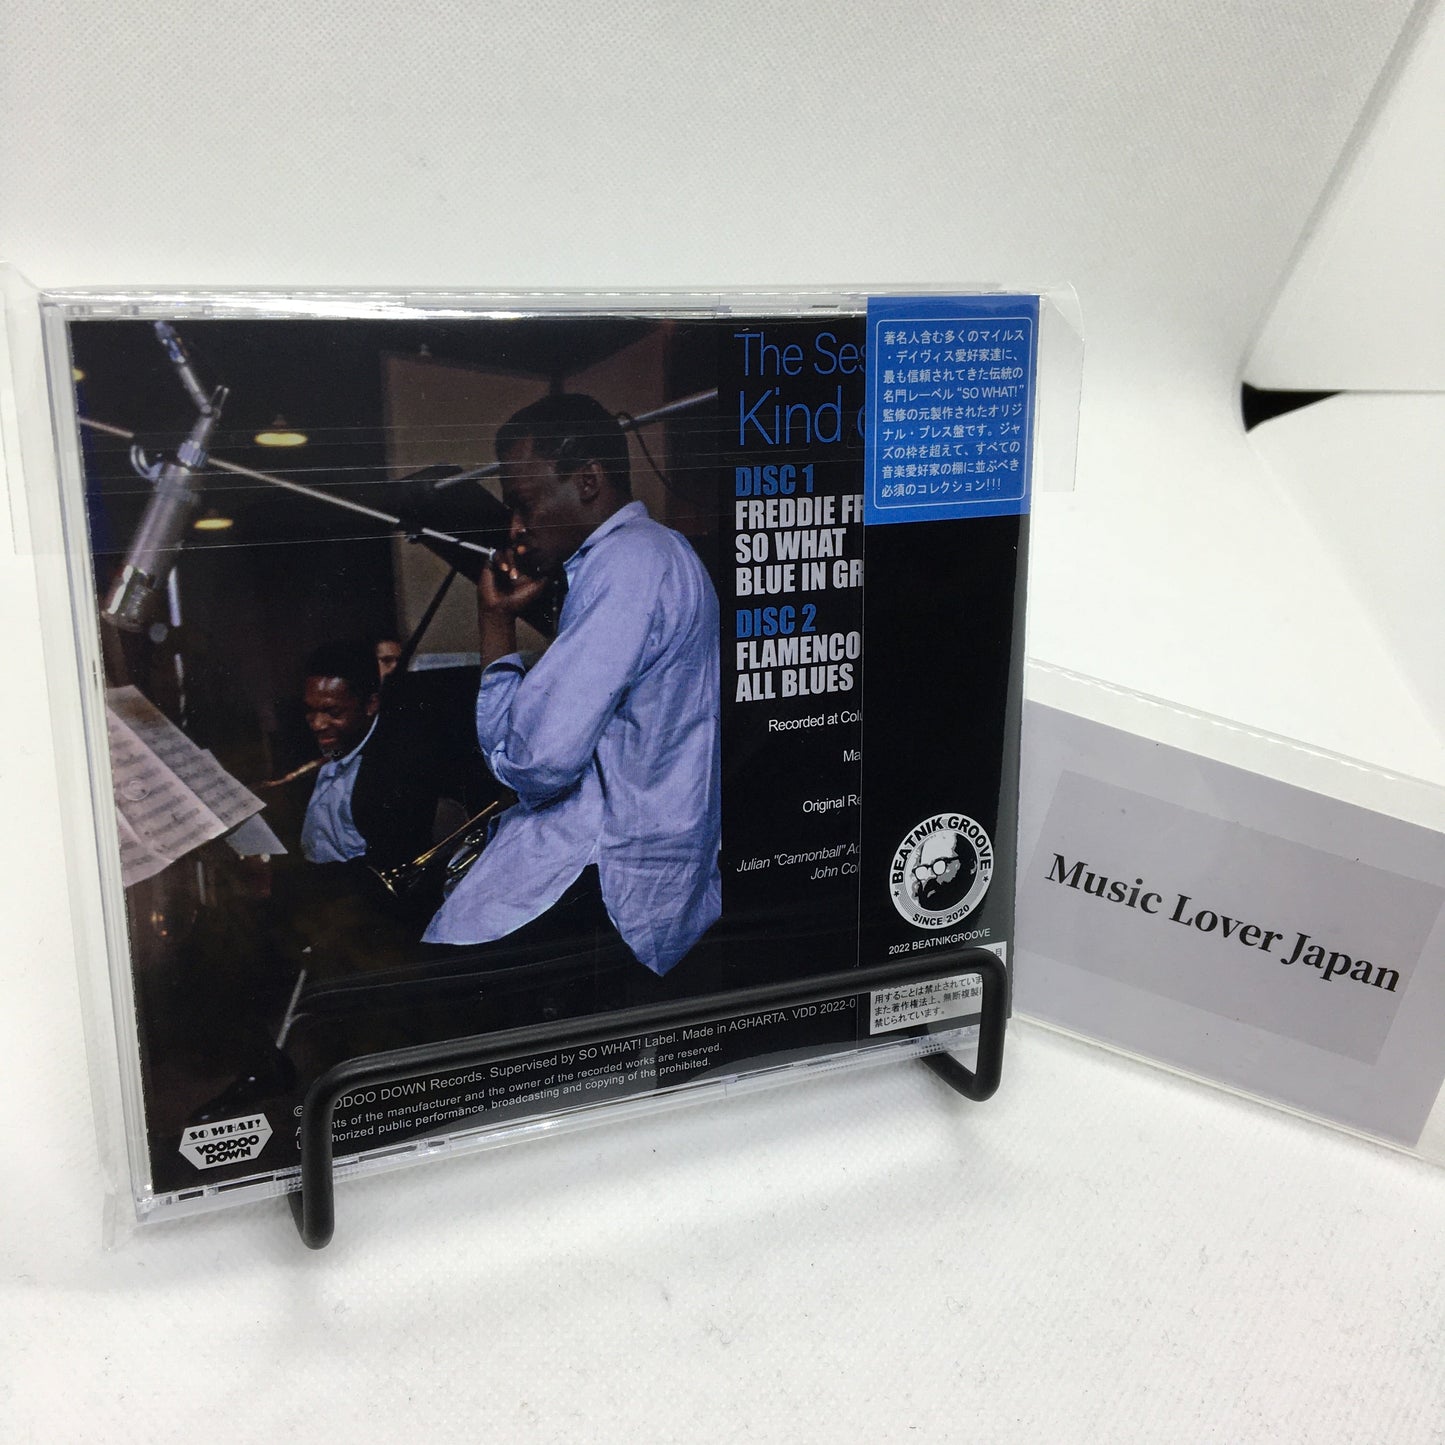 The Ses
Kind
DISC 1
FREDDIE FR
SO WHAT
BLUE IN GR
DISC 2
FLAMENCO
ALL BLUES
Recorded at Colu
Ma
Original Re
Julian "Cannonball" Ad
John Col
著名人含む多くのマイルス
・デイヴィス愛好家達に、
最も信頼されてきた伝統の
名門レーベル“SO WHAT!”
監修の元製作されたオリジ
ナル・プレス盤です。ジャ
ズの枠を超えて、すべての
音楽愛好家の棚に並ぶべき
必須のコレクション!!!
BEATNIK GROOVE
SINCE 2020
2022 BEATNIKGROOVE
用することは禁止されていま
また著作権法上、無断複製は
禁じられています。
OODOO DOWN Records. Supervised by SO WHAT! Label. Made in AGHARTA. VDD 2022-0
of the manufacturer and the owner of the recorded works are reserved.
public performance, broadcasting and copying of the prohibited.
SO WHAT!
VOODOO
DOWN
Music Lover Japan